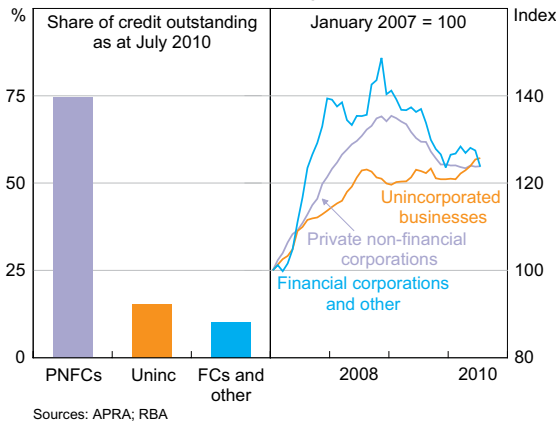 %
Share of credit outstanding
as at July 2010
January 2007 = 100
Index
75
50
25
0
140
120
100
80
Unincorporated
businesses
Private non-financial
corporations
Financial corporations
and other
PNFCs
Uninc
FCs and
other
2008
2010
Sources: APRA; RBA